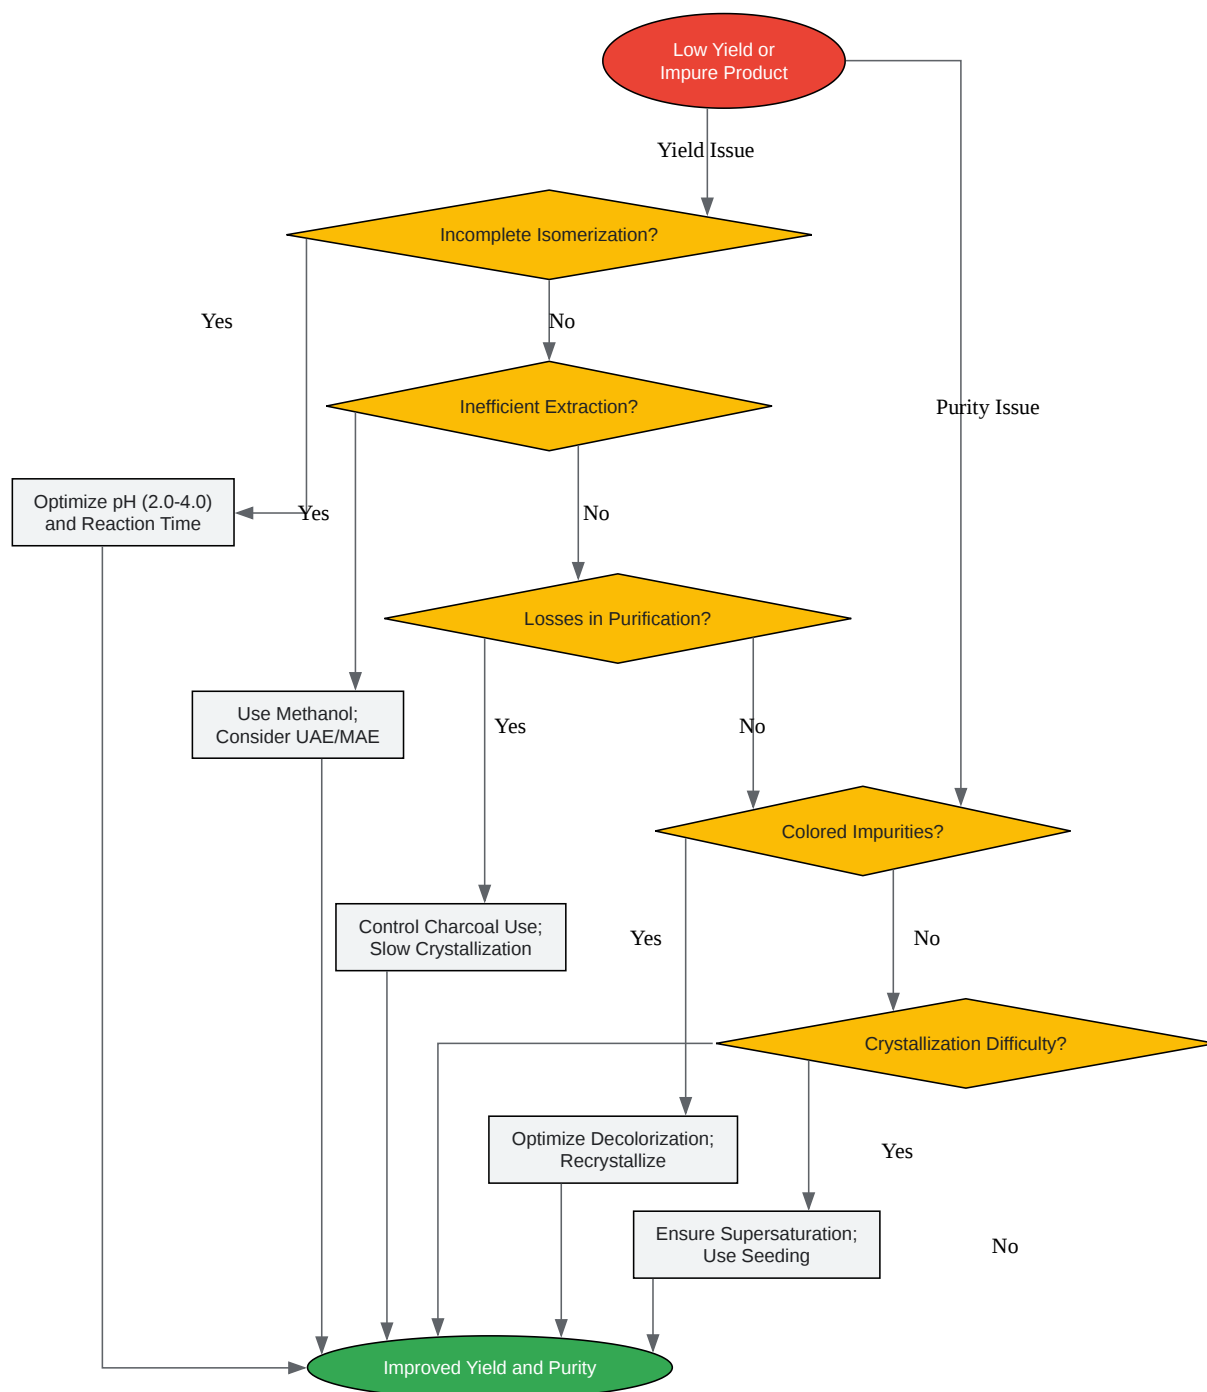 Low Yield or
Impure Product
Yield Issue
Incomplete Isomerization?
Yes
No
Inefficient Extraction?
Purity Issue
Optimize pH (2.0-4.0)
and Reaction Time
Yes
No
Losses in Purification?
Use Methanol;
Consider UAE/MAE
Yes
No
Colored Impurities?
Control Charcoal Use;
Slow Crystallization
Yes
No
Crystallization Difficulty?
Optimize Decolorization;
Recrystallize
Yes
Ensure Supersaturation;
Use Seeding
No
Improved Yield and Purity